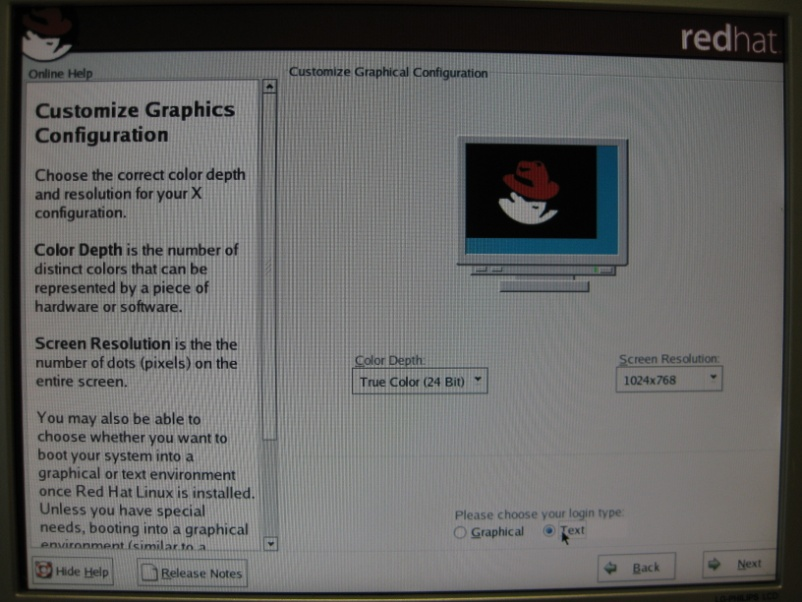 redhat.
Online Help
Customize Graphical Configuration
Customize Graphics
Configuration
Choose the correct color depth
and resolution for your X
configuration.
Color Depth is the number of
distinct colors that can be
represented by a piece of
hardware or software.
Screen Resolution is the the
number of dots (pixels) on the
entire screen.
You may also be able to
choose whether you want to
boot your system into a
graphical or text environment
once Red Hat Linux is installed.
Unless you have special
needs, booting into a graphical
environment (similar to a
Color Depth:
True Color (24 Bit)
Screen Resolution:
1024x768
Please choose your login type:
Graphical
Text
Hide Help
Release Notes
Back
Next
LG PHILIPS LCD